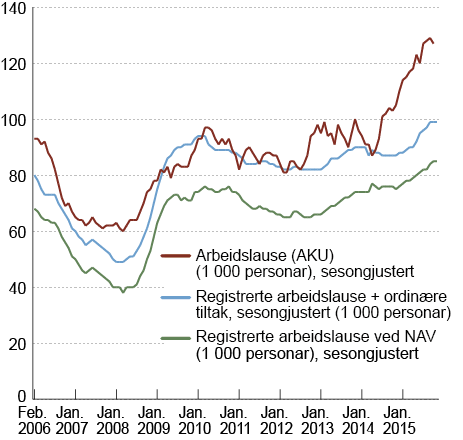 140
120
100
80
60
40
20
0
Arbeidslause (AKU)
(1 000 personar), sesongjustert
Registrerte arbeidslause + ordinære
tiltak, sesongjustert (1 000 personar)
Registrerte arbeidslause ved NAV
(1 000 personar), sesongjustert
Feb. Jan. Jan. Jan. Jan. Jan. Jan. Jan. Jan. Jan.
2006 2007 2008 2009 2010 2011 2012 2013 2014 2015